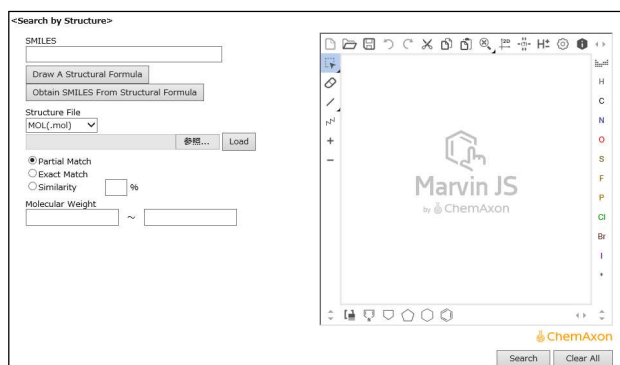 <Search by Structure>
SMILES
Draw A Structural Formula
Obtain SMILES From Structural Formula
Structure File
MOL(.mol)
参照... Load
Partial Match
Exact Match
Similarity %
Molecular Weight
～
2D
H±
H
C
N
O
S
F
P
Cl
Br
I
*
Marvin JS
by ChemAxon
ChemAxon
Search Clear All